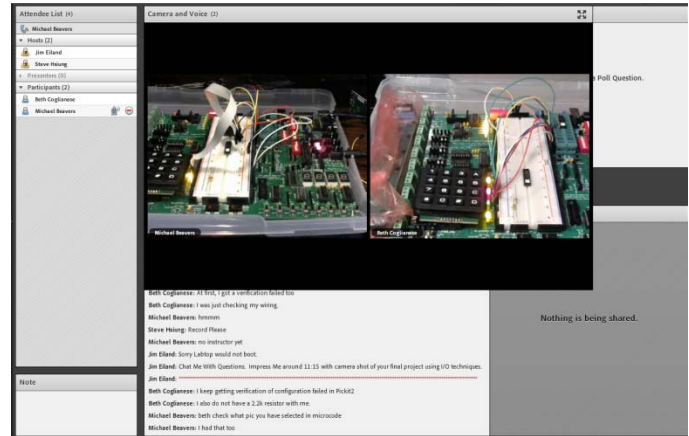 Attendee List (4)
Michael Beavers
Hosts (2)
Jim Eiland
Steve Hsiung
Presenters (0)
Participants (2)
Beth Coglianese
Michael Beavers
Note
Camera and Voice (2)
Michael Beavers
Beth Coglianese
Beth Coglianese: At first, I got a verification failed too
Beth Coglianese: I was just checking my wiring.
Michael Beavers: hmmmm
Steve Hsiung: Record Please
Michael Beavers: no instructor yet
Jim Eiland: Sorry Labtop would not boot.
Jim Eiland: Chat Me With Questions. Impress Me around 11:15 with camera shot of your final project using I/O techniques.
Jim Eiland:
Beth Coglianese: I keep getting verification of configuration failed in Pickit2
Beth Coglianese: I also do not have a 2.2k resistor with me.
Michael Beavers: beth check what pic you have selected in microcode
Michael Beavers: I had that too
a Poll Question.
Nothing is being shared.